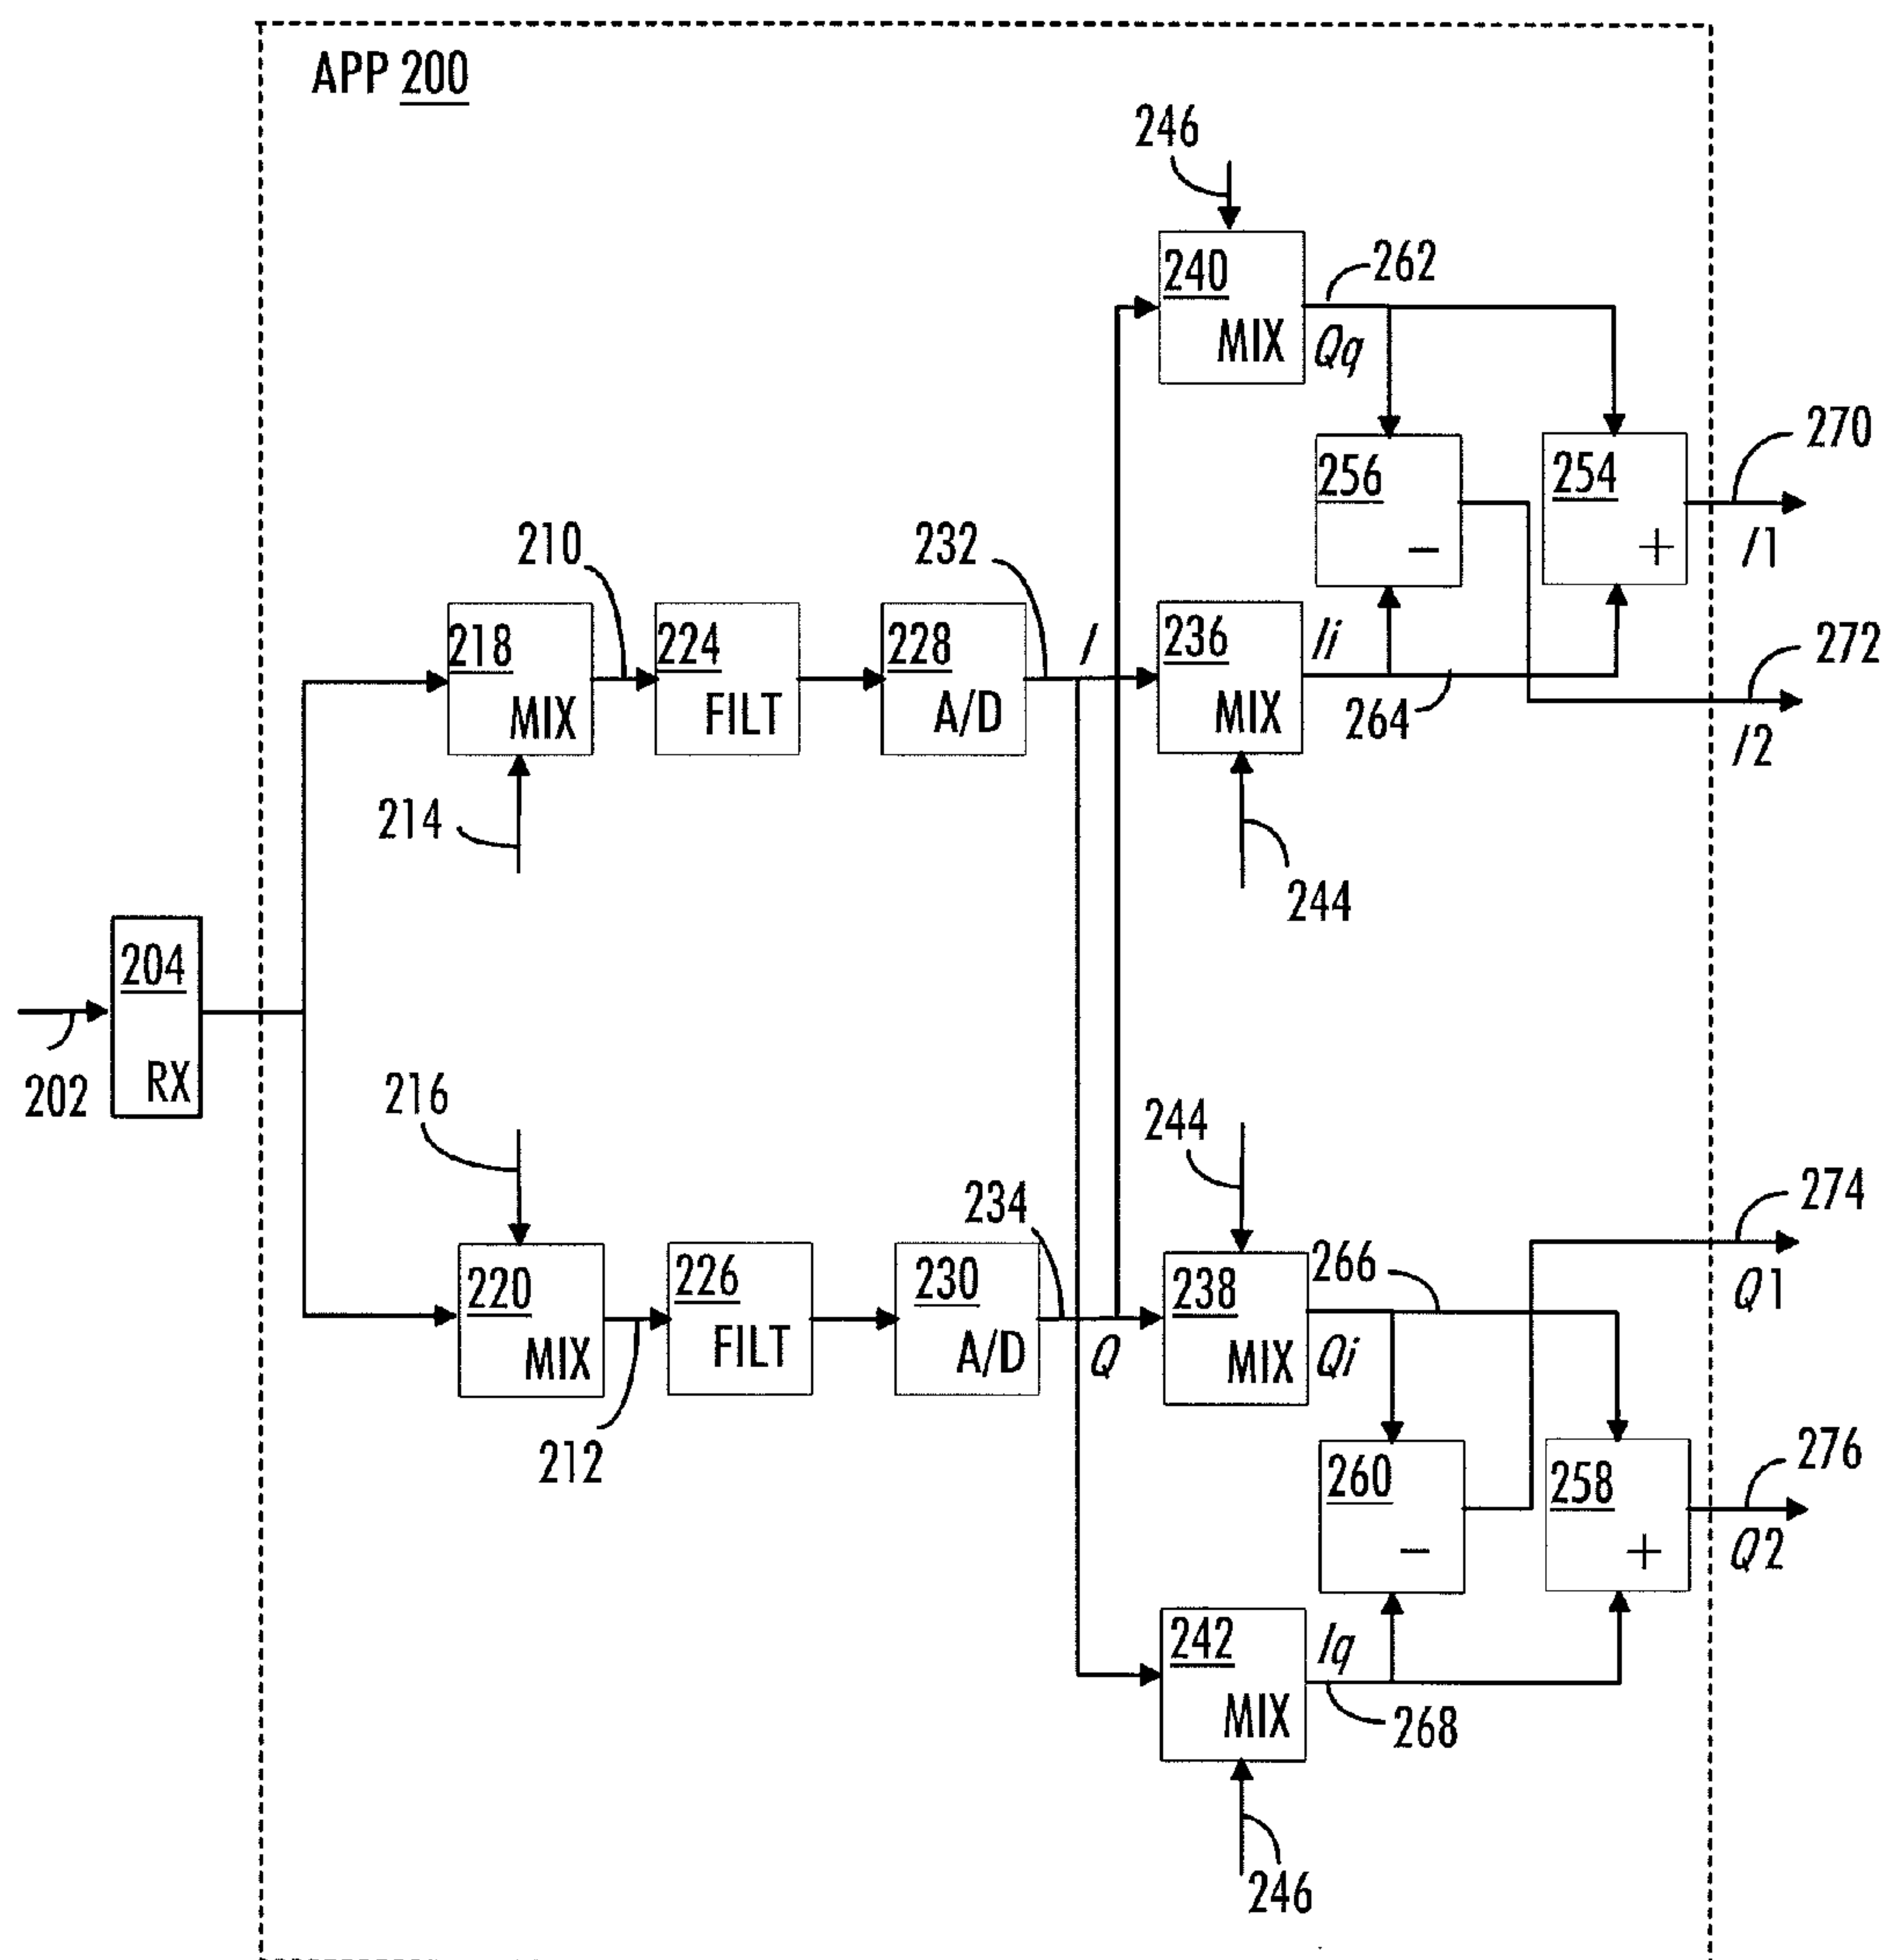 APP 200
246
240
MIX
262
Qq
256
−
254
+
270
I1
210
232
218
MIX
224
FILT
228
A/D
I
236
MIX
Ii
264
272
I2
214
244
204
RX
202
216
244
234
274
Q1
220
MIX
226
FILT
230
A/D
Q
238
MIX
266
Qi
212
260
−
258
+
276
Q2
242
MIX
Iq
268
246